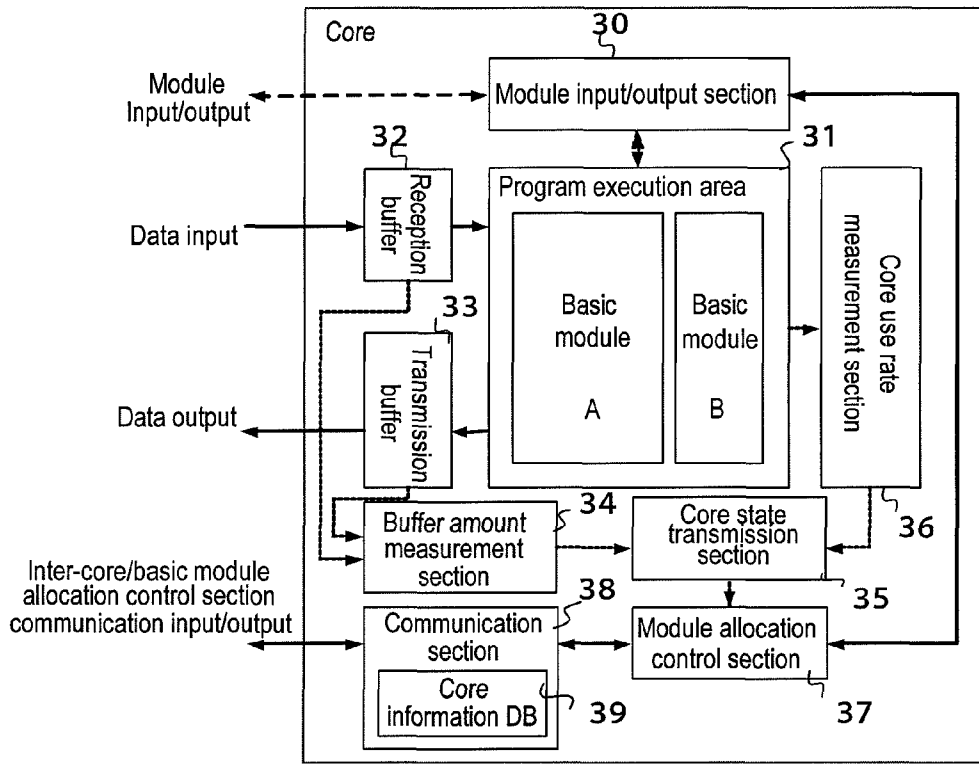 Core
30
Module
Input/output
Module input/output section
32
31
Reception
buffer
Program execution area
Data input
Core use rate
measurement section
Basic
module
A
Basic
module
B
33
Transmission
buffer
Data output
34
Buffer amount
measurement
section
Core state
transmission
section
36
35
Inter-core/basic module
allocation control section
communication input/output
38
Communication
section
Module allocation
control section
Core
information DB
39
37